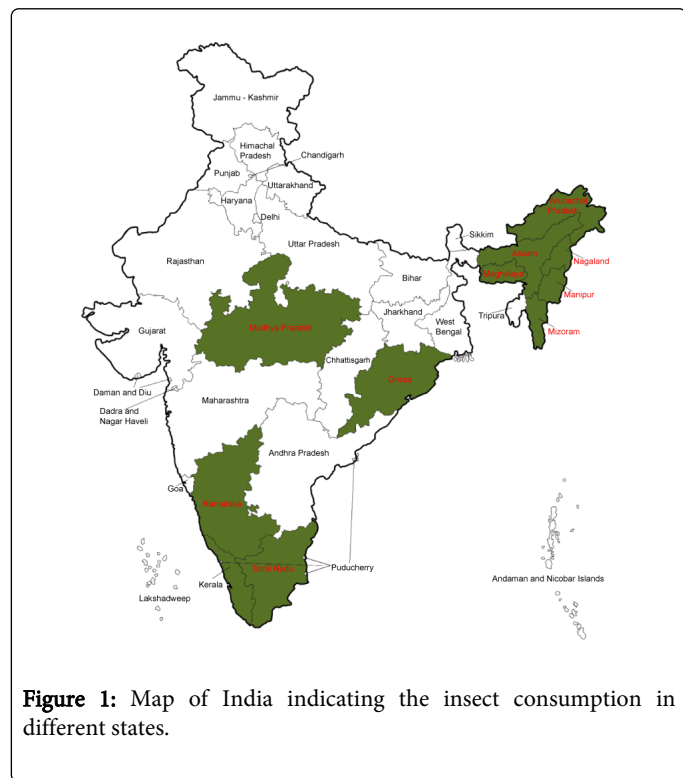 Jammu - Kashmir
Himachal
Pradesh
Chandigarh
Punjab
Uttarakhand
Haryana
Delhi
Arunachal
Pradesh
Sikkim
Uttar Pradesh
Assam
Nagaland
Rajasthan
Bihar
Meghalaya
Manipur
Jharkhand
Tripura
West
Bengal
Madhya Pradesh
Mizoram
Gujarat
Chhattisgarh
Orissa
Daman and Diu
Maharashtra
Dadra and
Nagar Haveli
Andhra Pradesh
Goa
Karnataka
Tamil Nadu
Puducherry
Kerala
Andaman and Nicobar Islands
Lakshadweep
Figure 1: Map of India indicating the insect consumption in
different states.